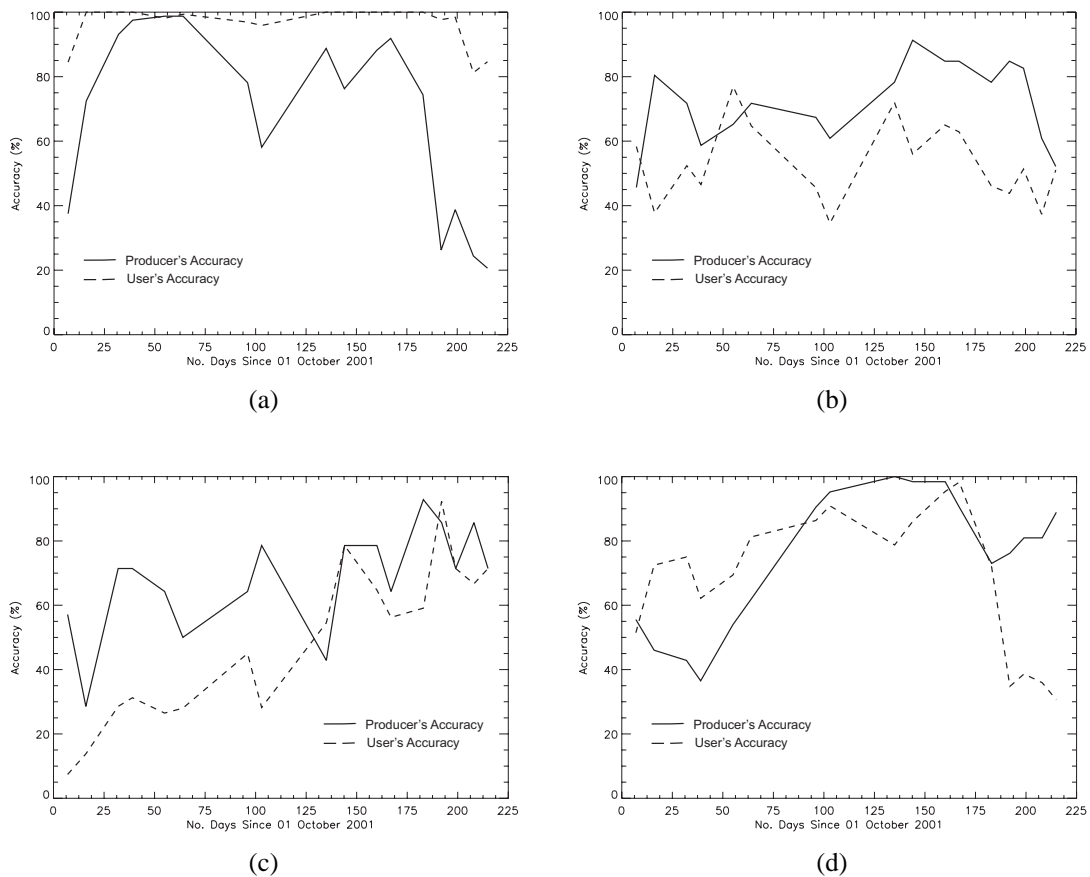 100
80
60
40
20
0
Accuracy (%)
0 25 50 75 100 125 150 175 200 225
No. Days Since 01 October 2001
Producer's Accuracy
User's Accuracy
(a)
100
80
60
40
20
0
Accuracy (%)
0 25 50 75 100 125 150 175 200 225
No. Days Since 01 October 2001
Producer's Accuracy
User's Accuracy
(b)
100
80
60
40
20
0
Accuracy (%)
0 25 50 75 100 125 150 175 200 225
No. Days Since 01 October 2001
Producer's Accuracy
User's Accuracy
(c)
100
80
60
40
20
0
Accuracy (%)
0 25 50 75 100 125 150 175 200 225
No. Days Since 01 October 2001
Producer's Accuracy
User's Accuracy
(d)